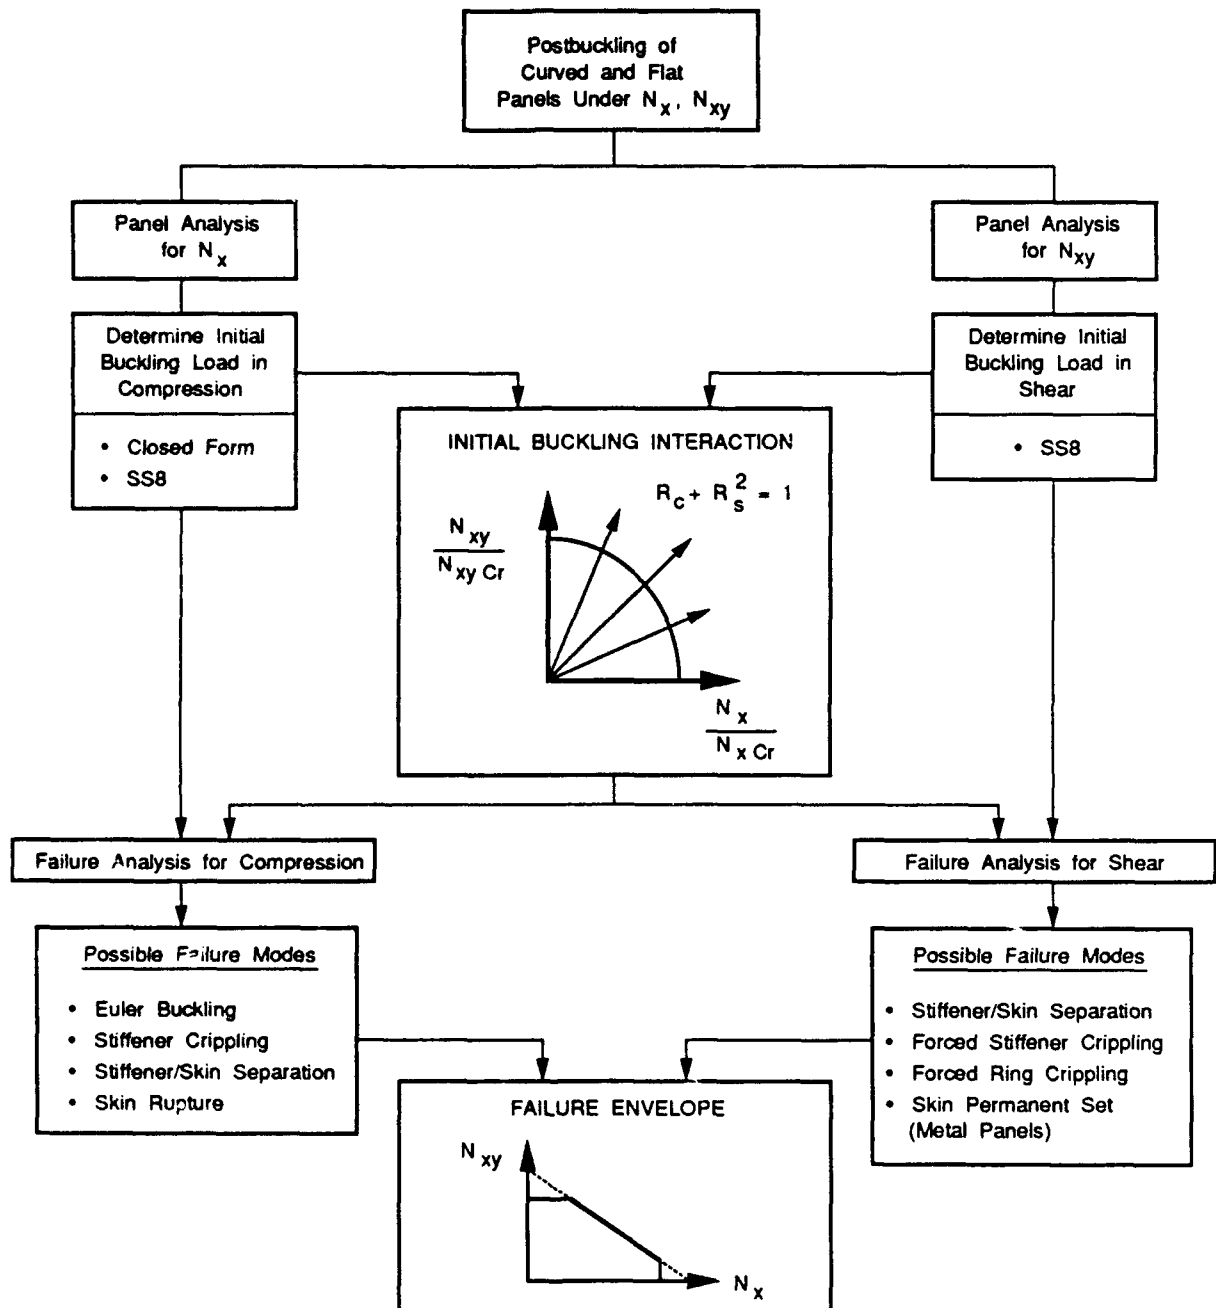 Postbuckling of
Curved and Flat
Panels Under N_x, N_xy
Panel Analysis
for N_x
Panel Analysis
for N_xy
Determine Initial
Buckling Load in
Compression
• Closed Form
• SS8
Determine Initial
Buckling Load in
Shear
• SS8
INITIAL BUCKLING INTERACTION
R_c + R_s^2 = 1
N_xy
N_xy Cr
N_x
N_x Cr
Failure Analysis for Compression
Failure Analysis for Shear
Possible Failure Modes
• Euler Buckling
• Stiffener Crippling
• Stiffener/Skin Separation
• Skin Rupture
Possible Failure Modes
• Stiffener/Skin Separation
• Forced Stiffener Crippling
• Forced Ring Crippling
• Skin Permanent Set
(Metal Panels)
FAILURE ENVELOPE
N_xy
N_x